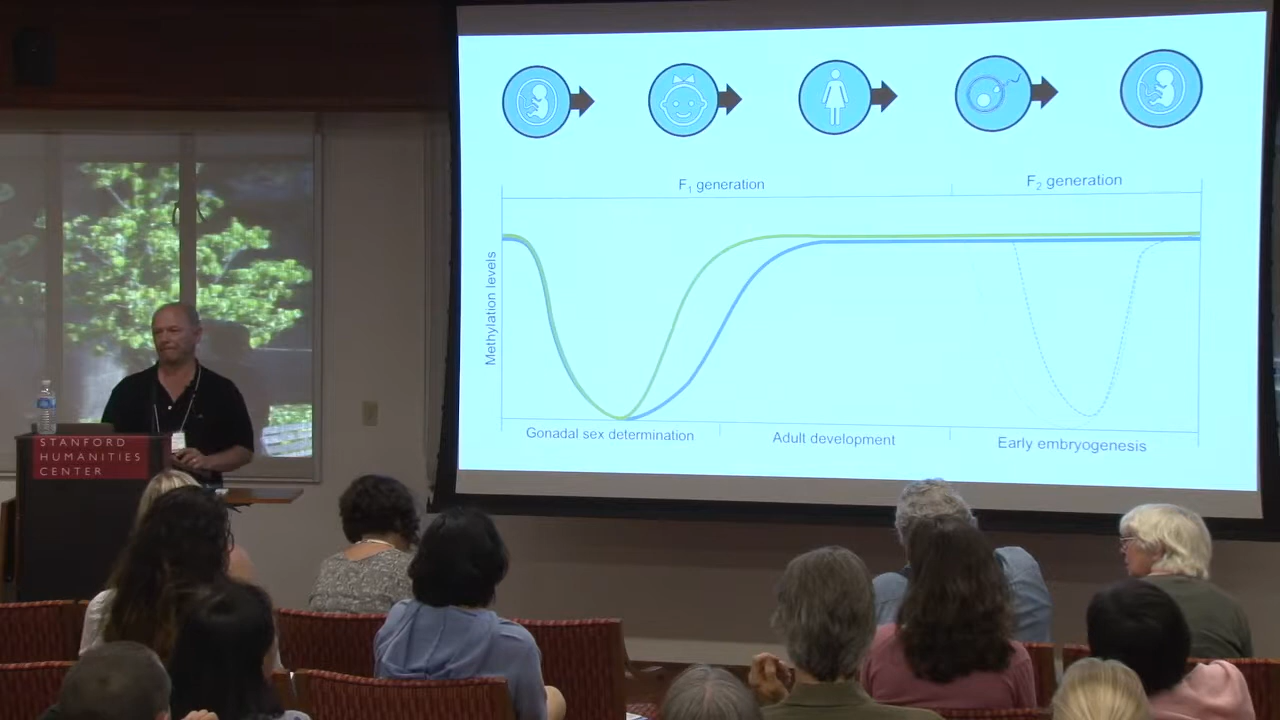 F₁ generation
F₂ generation
Methylation levels
Gonadal sex determination
Adult development
Early embryogenesis
STANFORD
HUMANITIES
CENTER